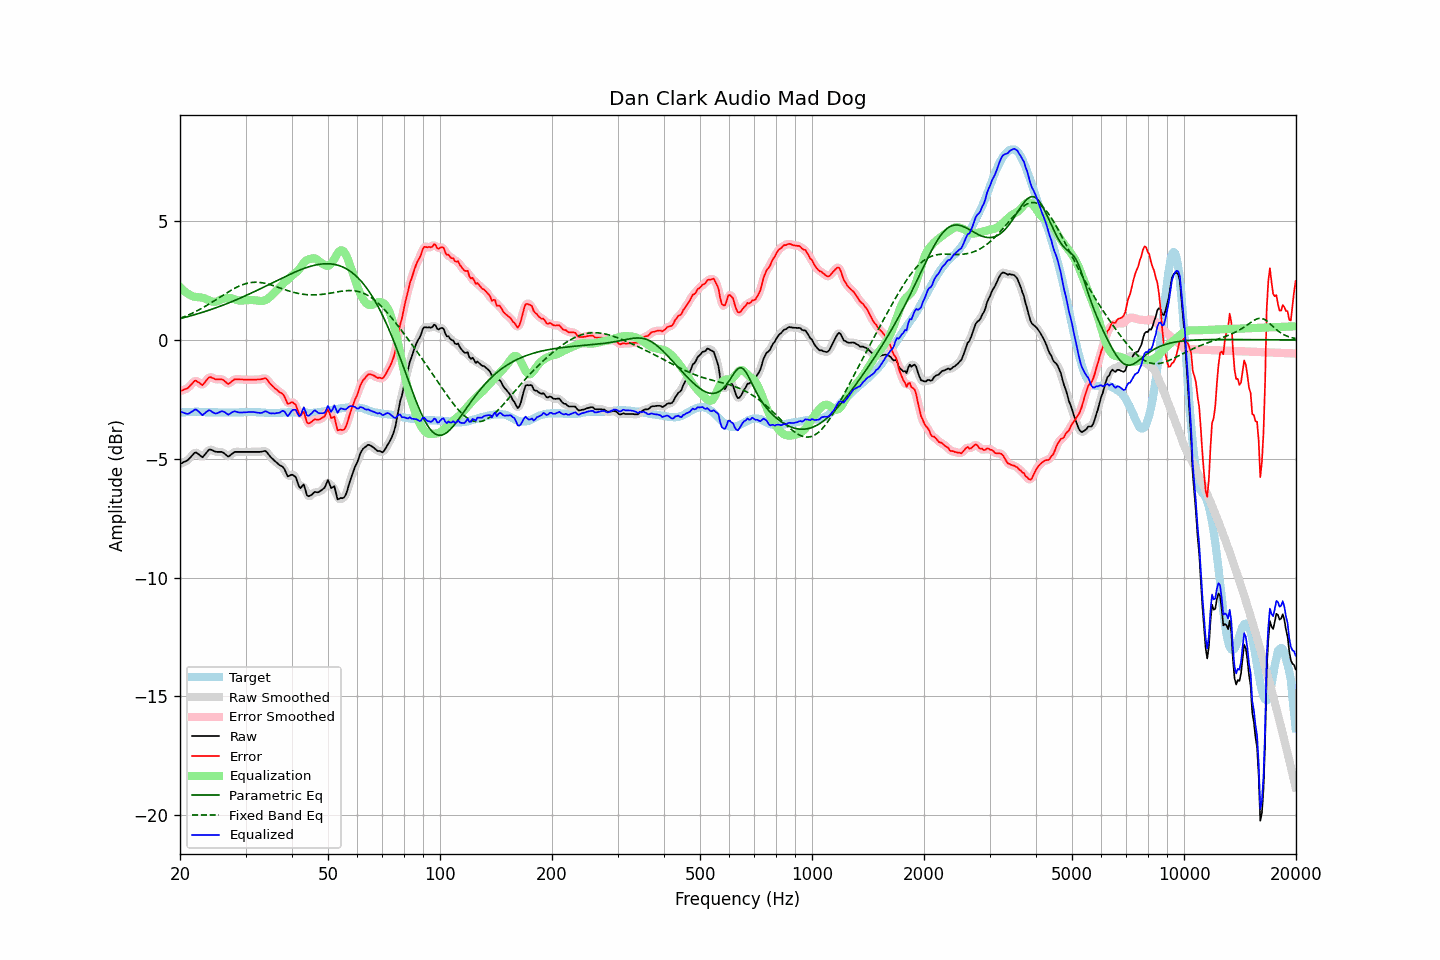 Dan Clark Audio Mad Dog
Amplitude (dBr)
5
0
−5
−10
−15
−20
Target
Raw Smoothed
Error Smoothed
Raw
Error
Equalization
Parametric Eq
Fixed Band Eq
Equalized
20 50 100 200 500 1000 2000 5000 10000 20000
Frequency (Hz)